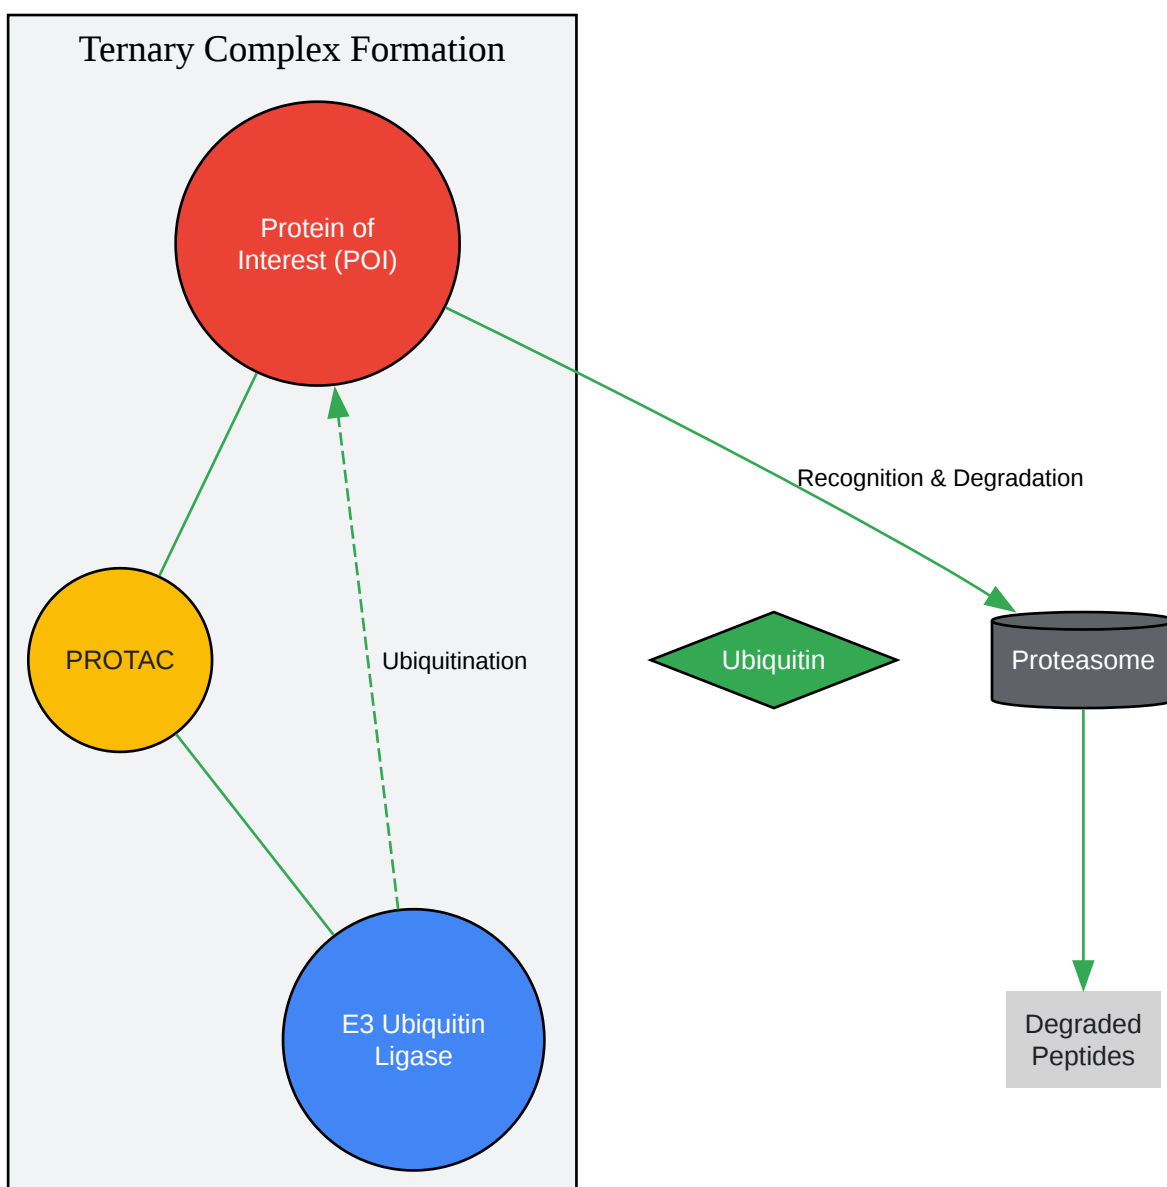 Ternary Complex Formation
Protein of
Interest (POI)
Recognition & Degradation
PROTAC
Ubiquitination
Ubiquitin
Proteasome
E3 Ubiquitin
Ligase
Degraded
Peptides